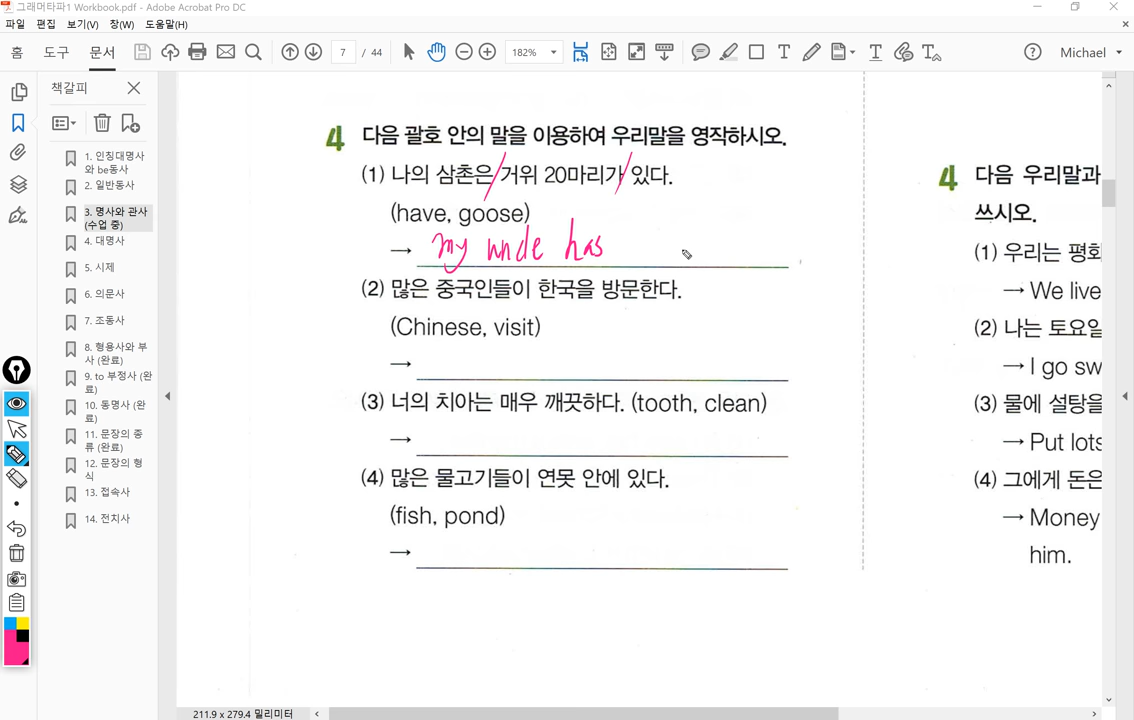 그래머타파1 Workbook.pdf - Adobe Acrobat Pro DC
파일 편집 보기(V) 창(W) 도움말(H)
홈 도구 문서 7 / 44 182% Michael
책갈피
1. 인칭대명사
와 be동사
2. 일반동사
3. 명사와 관사
(수업 중)
4. 대명사
5. 시제
6. 의문사
7. 조동사
8. 형용사와 부
사 (완료)
9. to 부정사 (완
료)
10. 동명사 (완
료)
11. 문장의 종
류 (완료)
12. 문장의 형
식
13. 접속사
14. 전치사
4 다음 괄호 안의 말을 이용하여 우리말을 영작하시오.
(1) 나의 삼촌은 거위 20마리가 있다.
(have, goose)
→ my uncle has
(2) 많은 중국인들이 한국을 방문한다.
(Chinese, visit)
→
(3) 너의 치아는 매우 깨끗하다. (tooth, clean)
→
(4) 많은 물고기들이 연못 안에 있다.
(fish, pond)
→
4 다음 우리말과
쓰시오.
(1) 우리는 평화
→ We live
(2) 나는 토요일
→ I go sw
(3) 물에 설탕을
→ Put lots
(4) 그에게 돈은
→ Money
him.
211.9 x 279.4 밀리미터